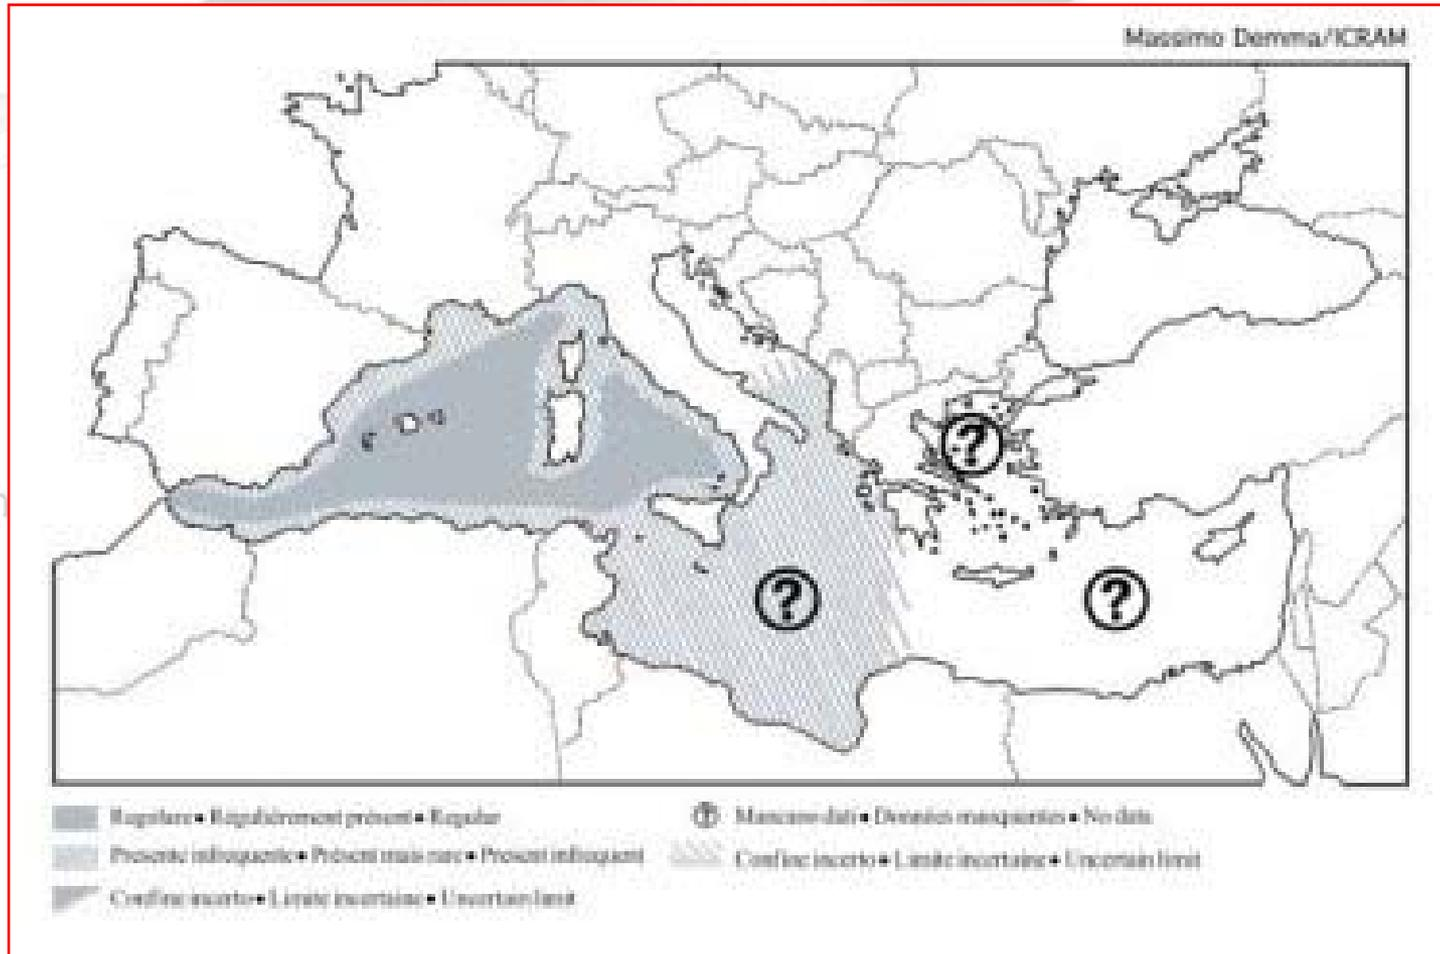 Massimo Demma/ICRAM
?
?
?
Regolare • Régulièrement présent • Regular
? Mancano dati • Données manquantes • No data
Presente infrequente • Présent mais rare • Present infrequent
Confine incerto • Limite incertaine • Uncertain limit
Confine incerto • Limite incertaine • Uncertain limit